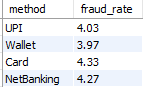 method fraud_rate
UPI 4.03
Wallet 3.97
Card 4.33
NetBanking 4.27